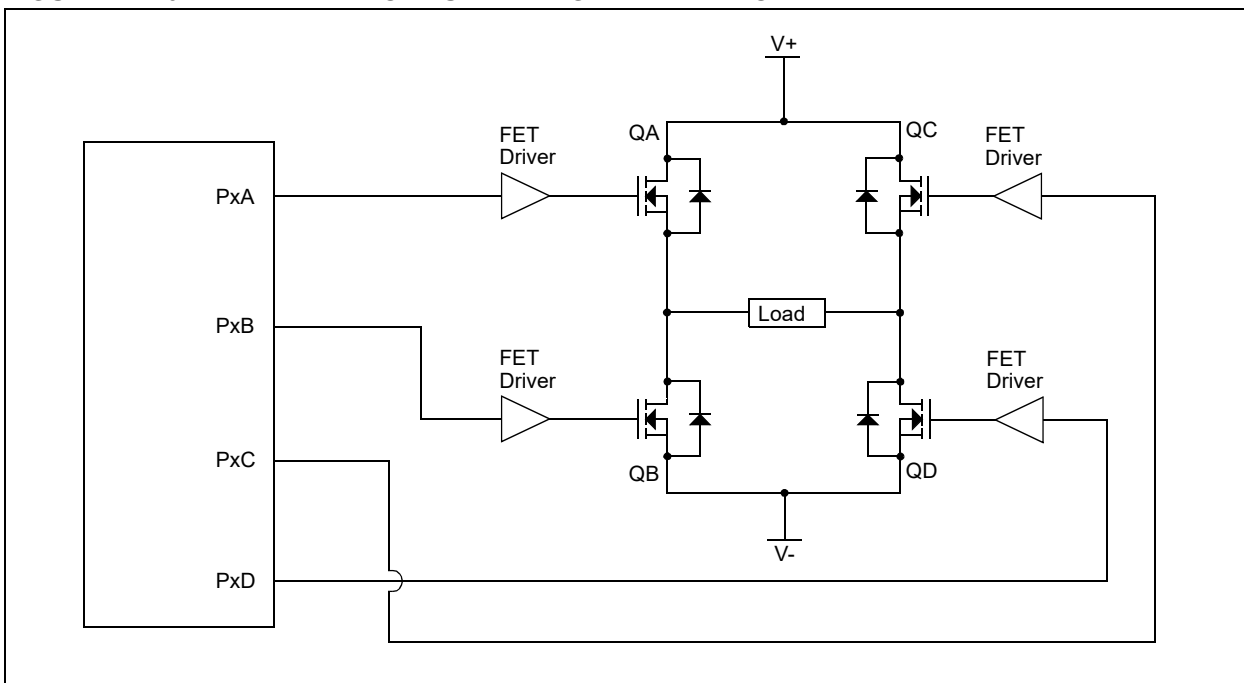 V+
QA
QC
FET
Driver
FET
Driver
PxA
PxB
Load
FET
Driver
FET
Driver
PxC
QB
QD
V-
PxD